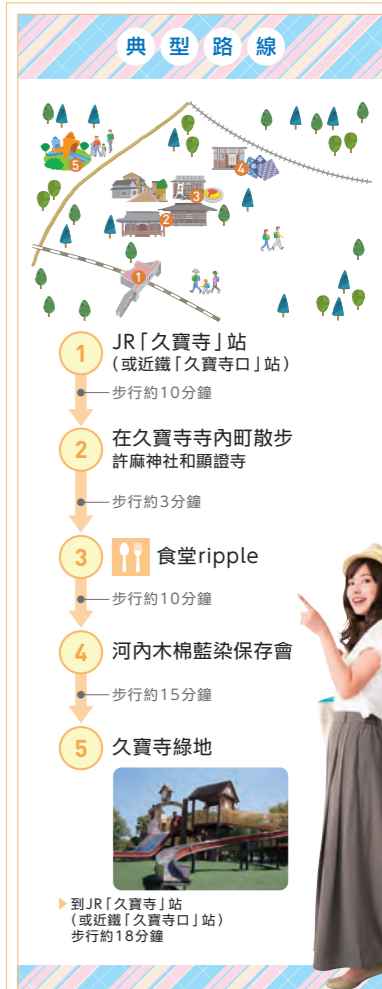 典型路線
5
4
3
2
1
1
JR「久寶寺」站
(或近鐵「久寶寺口」站)
步行約10分鐘
2
在久寶寺寺內町散步
許麻神社和顯證寺
步行約3分鐘
3
食堂ripple
步行約10分鐘
4
河內木棉藍染保存會
步行約15分鐘
5
久寶寺綠地
▶到JR「久寶寺」站
(或近鐵「久寶寺口」站)
步行約18分鐘